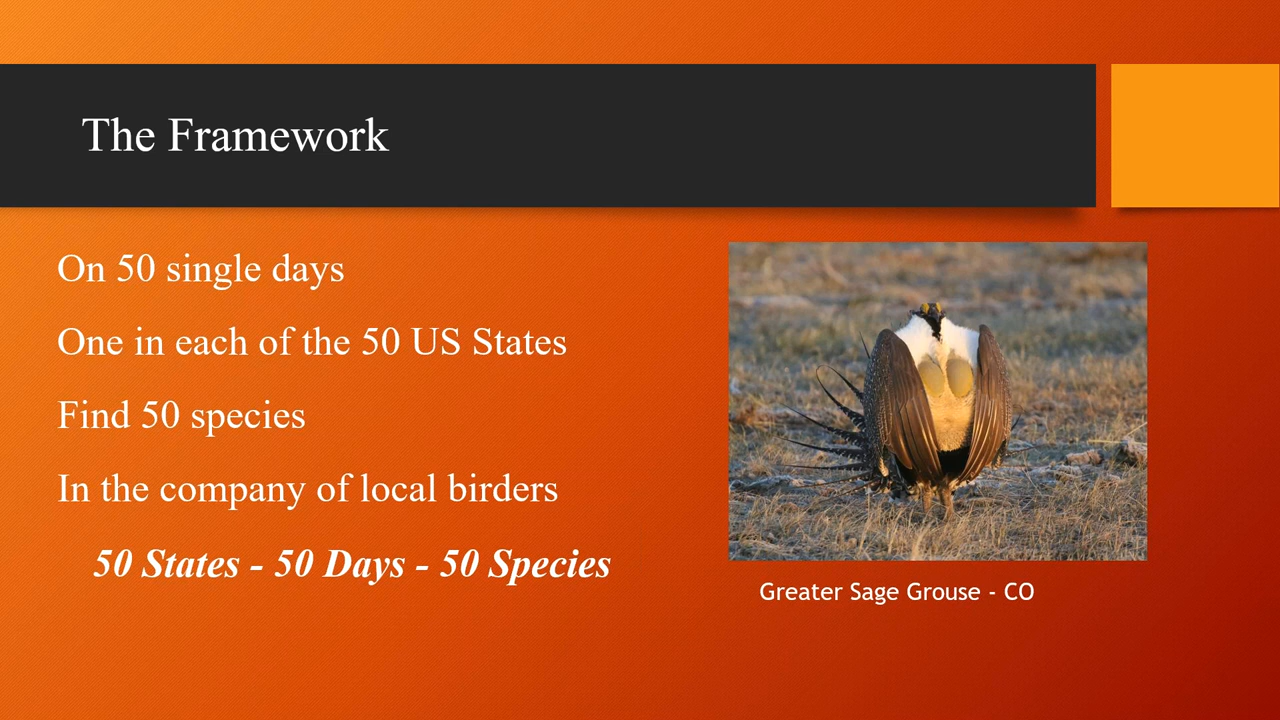 The Framework
On 50 single days
One in each of the 50 US States
Find 50 species
In the company of local birders
50 States - 50 Days - 50 Species
Greater Sage Grouse - CO